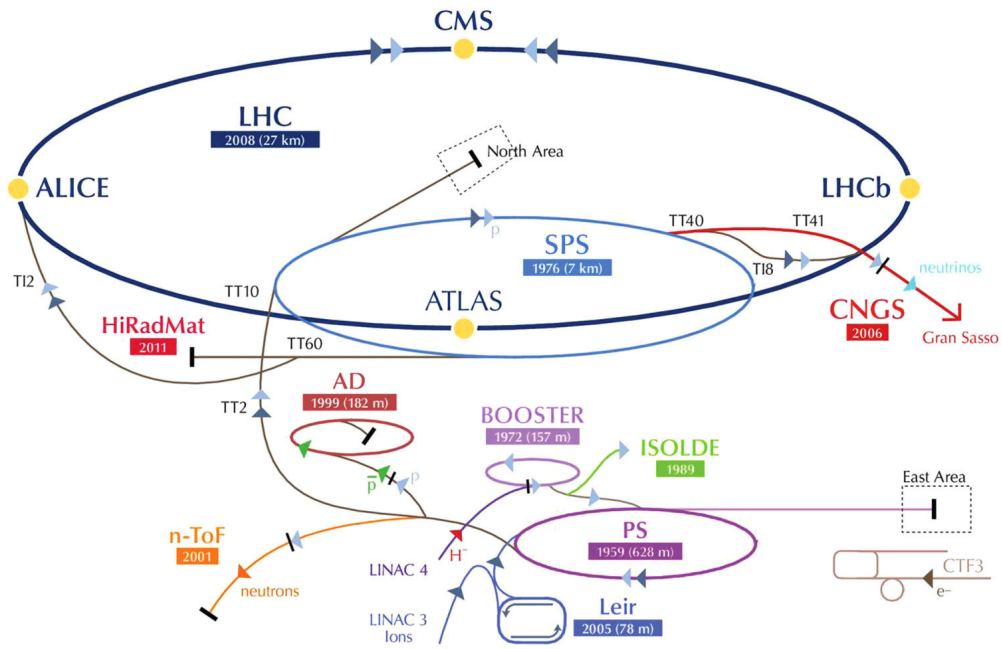 CMS
LHC
2008 (27 km)
North Area
ALICE
LHCb
TT40
TT41
p
SPS
1976 (7 km)
TI8
neutrinos
TI2
TT10
ATLAS
CNGS
2006
Gran Sasso
HiRadMat
2011
TT60
AD
1999 (182 m)
TT2
BOOSTER
1972 (157 m)
ISOLDE
1989
p̅
p
East Area
n-ToF
2001
PS
1959 (628 m)
H⁻
LINAC 4
neutrons
CTF3
e–
LINAC 3
Ions
Leir
2005 (78 m)